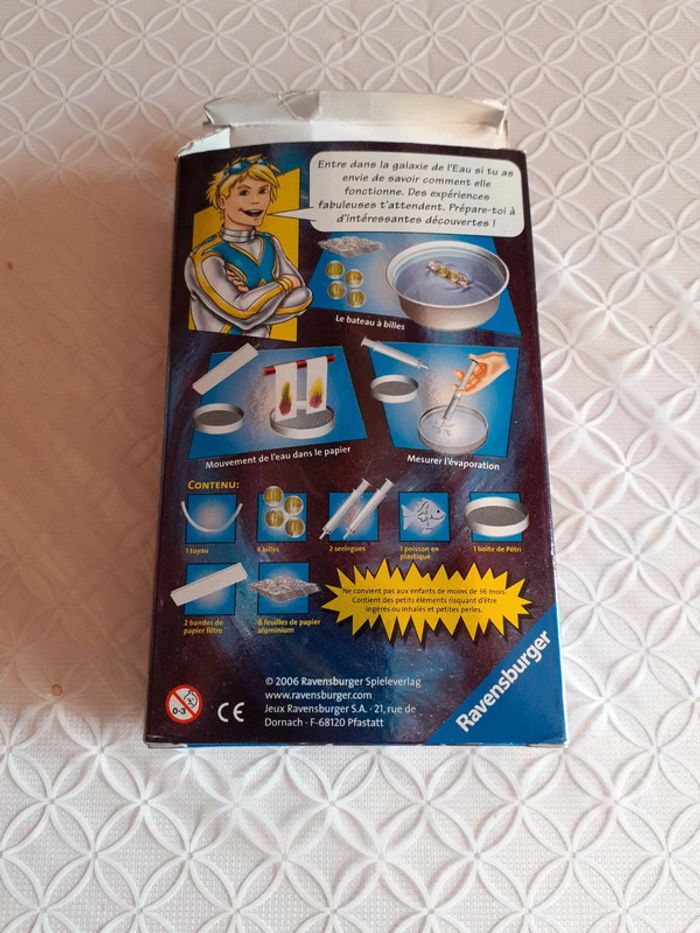 Entre dans la galaxie de l'Eau si tu as
envie de savoir comment elle
fonctionne. Des expériences
fabuleuses t'attendent. Prépare-toi à
d'intéressantes découvertes !
Le bateau à billes
Mouvement de l'eau dans le papier
Mesurer l'évaporation
CONTENU:
1 tuyau
4 billes
2 seringues
1 poisson en
plastique
1 boîte de Pétri
2 bandes de
papier filtre
8 feuilles de papier
aluminium
Ne convient pas aux enfants de moins de 36 mois.
Contient des petits éléments risquant d'être
ingérés ou inhalés et petites perles.
© 2006 Ravensburger Spieleverlag
www.ravensburger.com
Jeux Ravensburger S.A. · 21, rue de
Dornach · F-68120 Pfastatt
0-3
CE
Ravensburger